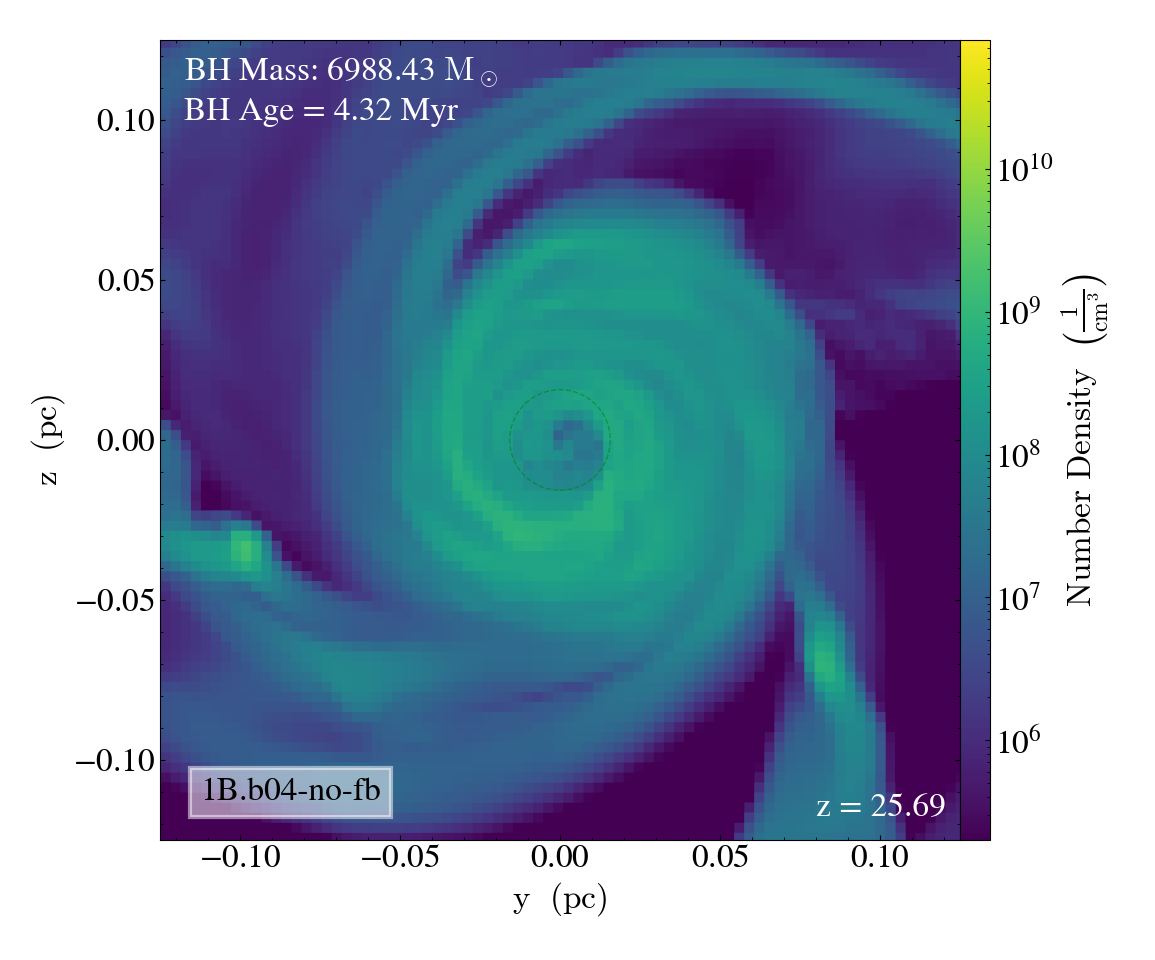 BH Mass: 6988.43 M⊙
BH Age = 4.32 Myr
0.10
0.05
0.00
−0.05
−0.10
z (pc)
1B.b04-no-fb
z = 25.69
−0.10 −0.05 0.00 0.05 0.10
y (pc)
10¹⁰
10⁹
10⁸
10⁷
10⁶
Number Density (1/cm³)